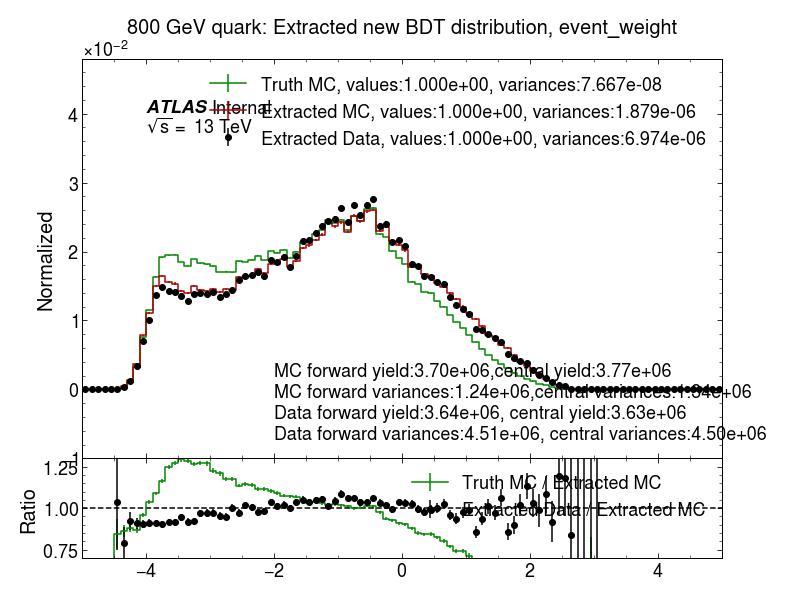 800 GeV quark: Extracted new BDT distribution, event_weight
×10⁻²
Truth MC, values:1.000e+00, variances:7.667e-08
ATLAS Internal
Extracted MC, values:1.000e+00, variances:1.879e-06
√s = 13 TeV
Extracted Data, values:1.000e+00, variances:6.974e-06
4
3
2
1
0
Normalized
MC forward yield:3.70e+06,central yield:3.77e+06
MC forward variances:1.24e+06,central variances:1.34e+06
Data forward yield:3.64e+06, central yield:3.63e+06
Data forward variances:4.51e+06, central variances:4.50e+06
1.25
1.00
0.75
Ratio
Truth MC / Extracted MC
Extracted Data / Extracted MC
−4 −2 0 2 4